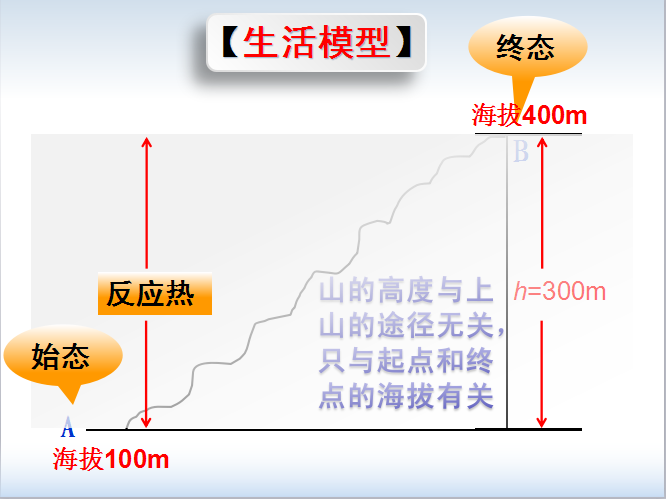 【生活模型】
终态
海拔400m
B
反应热
山的高度与上
山的途径无关，
只与起点和终
点的海拔有关
h=300m
始态
A
海拔100m